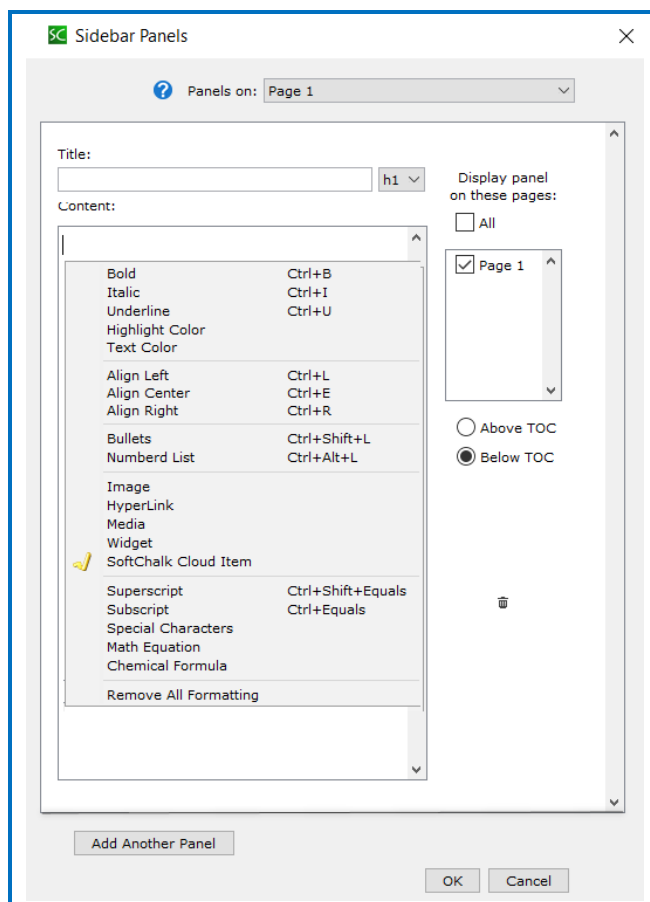 SC Sidebar Panels
? Panels on: Page 1
Title:
h1
Display panel
on these pages:
Content:
All
Page 1
Bold Ctrl+B
Italic Ctrl+I
Underline Ctrl+U
Highlight Color
Text Color
Align Left Ctrl+L
Align Center Ctrl+E
Align Right Ctrl+R
Above TOC
Below TOC
Bullets Ctrl+Shift+L
Numberd List Ctrl+Alt+L
Image
HyperLink
Media
Widget
SoftChalk Cloud Item
Superscript Ctrl+Shift+Equals
Subscript Ctrl+Equals
Special Characters
Math Equation
Chemical Formula
Remove All Formatting
Add Another Panel
OK Cancel